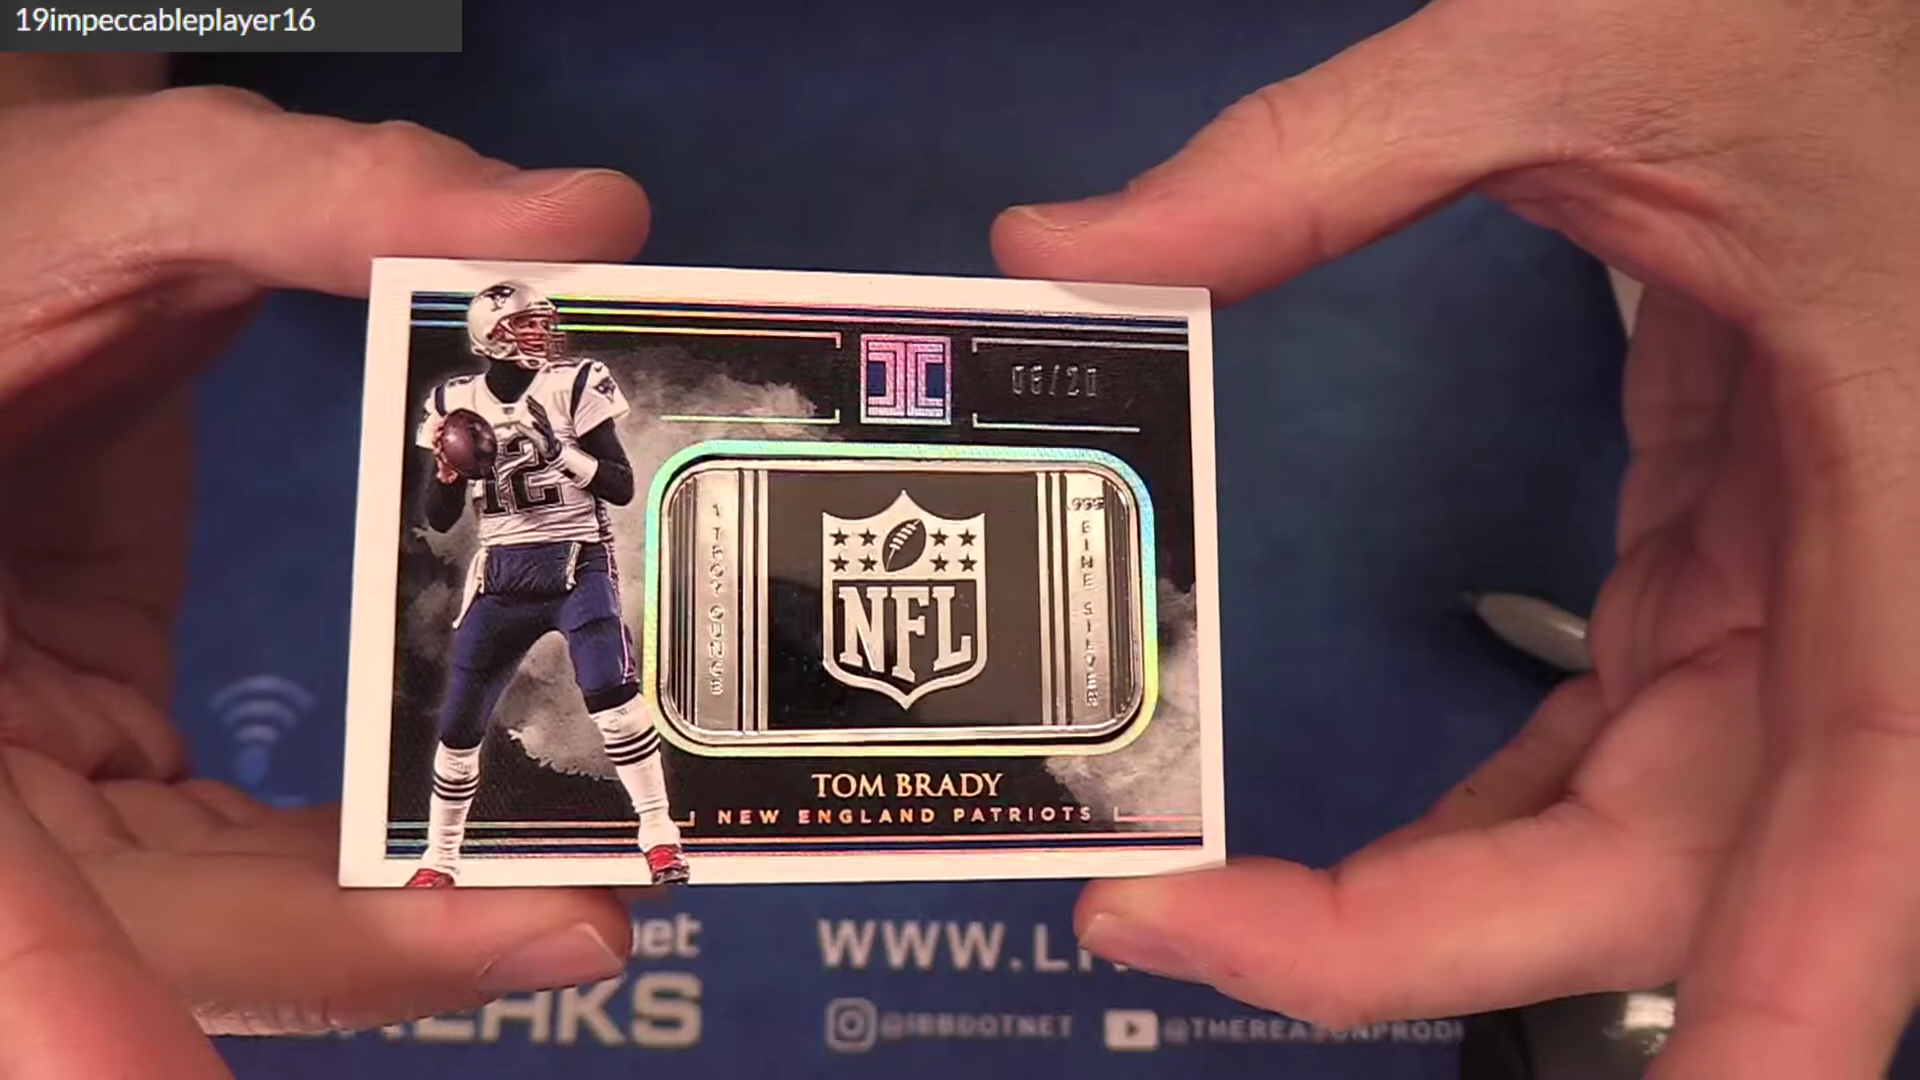 19impeccableplayer16
06/20
12
1 TROY OUNCE
.999 FINE SILVER
NFL
TOM BRADY
NEW ENGLAND PATRIOTS
WWW.
@IBBDOTNET